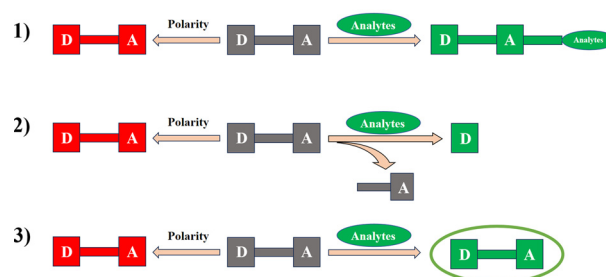 1)
D A Polarity D A Analytes D A Analytes
2)
D A Polarity D A Analytes D
A
3)
D A Polarity D A Analytes D A